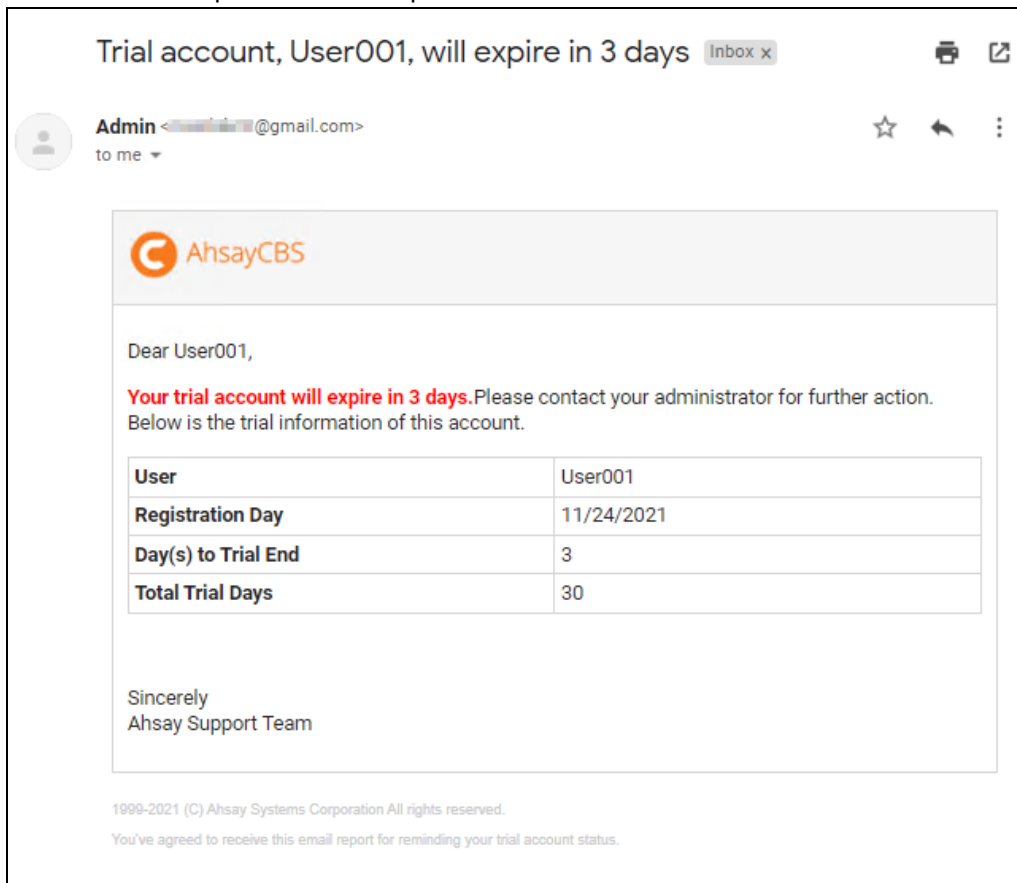 Trial account, User001, will expire in 3 days Inbox x
Admin < @gmail.com>
to me
AhsayCBS
Dear User001,
Your trial account will expire in 3 days.Please contact your administrator for further action.
Below is the trial information of this account.
User User001
Registration Day 11/24/2021
Day(s) to Trial End 3
Total Trial Days 30
Sincerely
Ahsay Support Team
1999-2021 (C) Ahsay Systems Corporation All rights reserved.
You've agreed to receive this email report for reminding your trial account status.